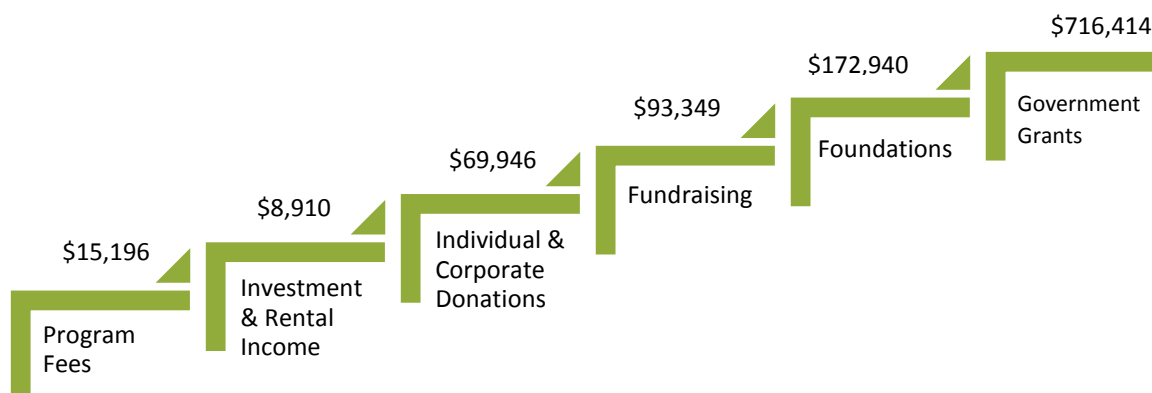 $15,196
Program
Fees
$8,910
Investment
& Rental
Income
$69,946
Individual &
Corporate
Donations
$93,349
Fundraising
$172,940
Foundations
$716,414
Government
Grants